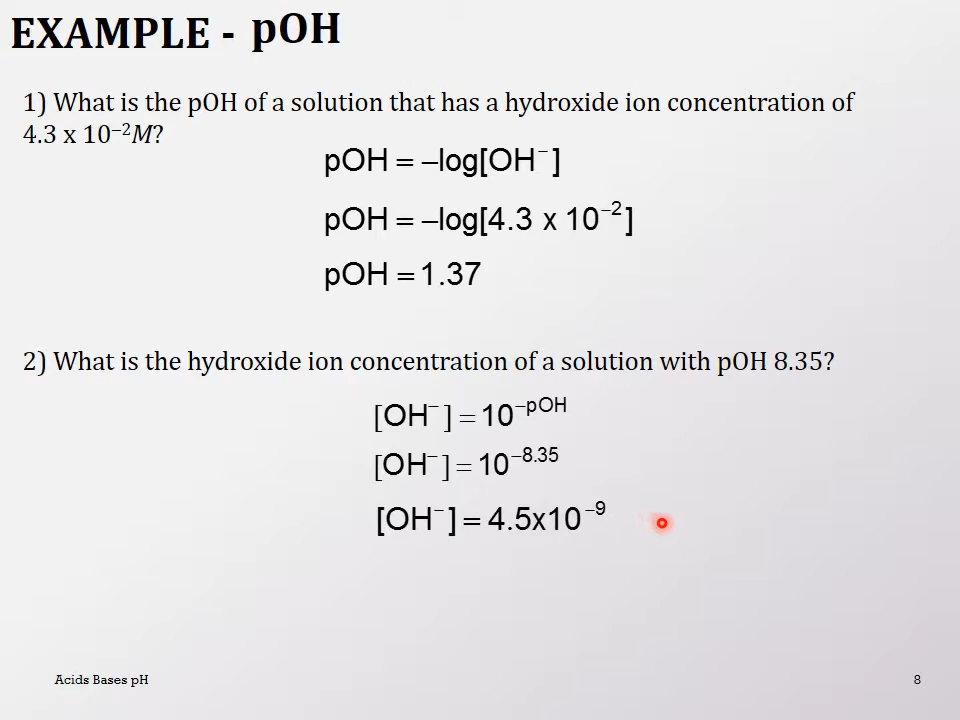 EXAMPLE - pOH
1) What is the pOH of a solution that has a hydroxide ion concentration of
4.3 x 10⁻²M?
pOH = –log[OH⁻]
pOH = –log[4.3 x 10⁻²]
pOH = 1.37
2) What is the hydroxide ion concentration of a solution with pOH 8.35?
[OH⁻] = 10⁻ᵖᴼᴴ
[OH⁻] = 10⁻⁸·³⁵
[OH⁻] = 4.5x10⁻⁹
Acids Bases pH
8